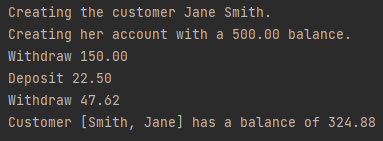 Creating the customer Jane Smith.
Creating her account with a 500.00 balance.
Withdraw 150.00
Deposit 22.50
Withdraw 47.62
Customer [Smith, Jane] has a balance of 324.88